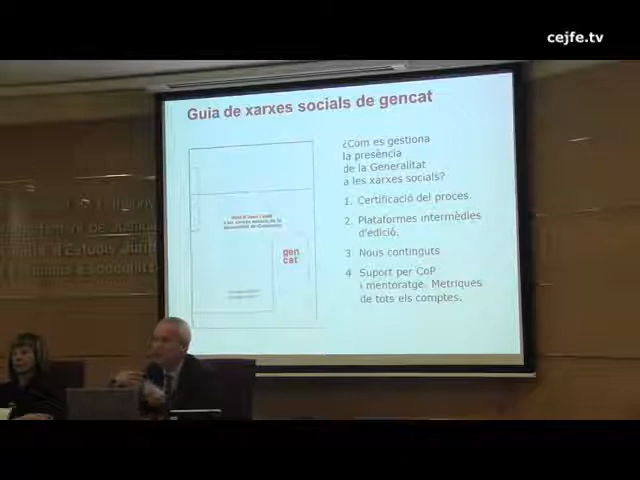 cejfe.tv
Guia de xarxes socials de gencat
¿Com es gestiona
la presència
de la Generalitat
a les xarxes socials?
1. Certificació del procés.
2. Plataformes intermèdies
d'edició.
3 Nous continguts
4 Suport per CoP
i mentoratge. Mètriques
de tots els comptes.
gen
cat